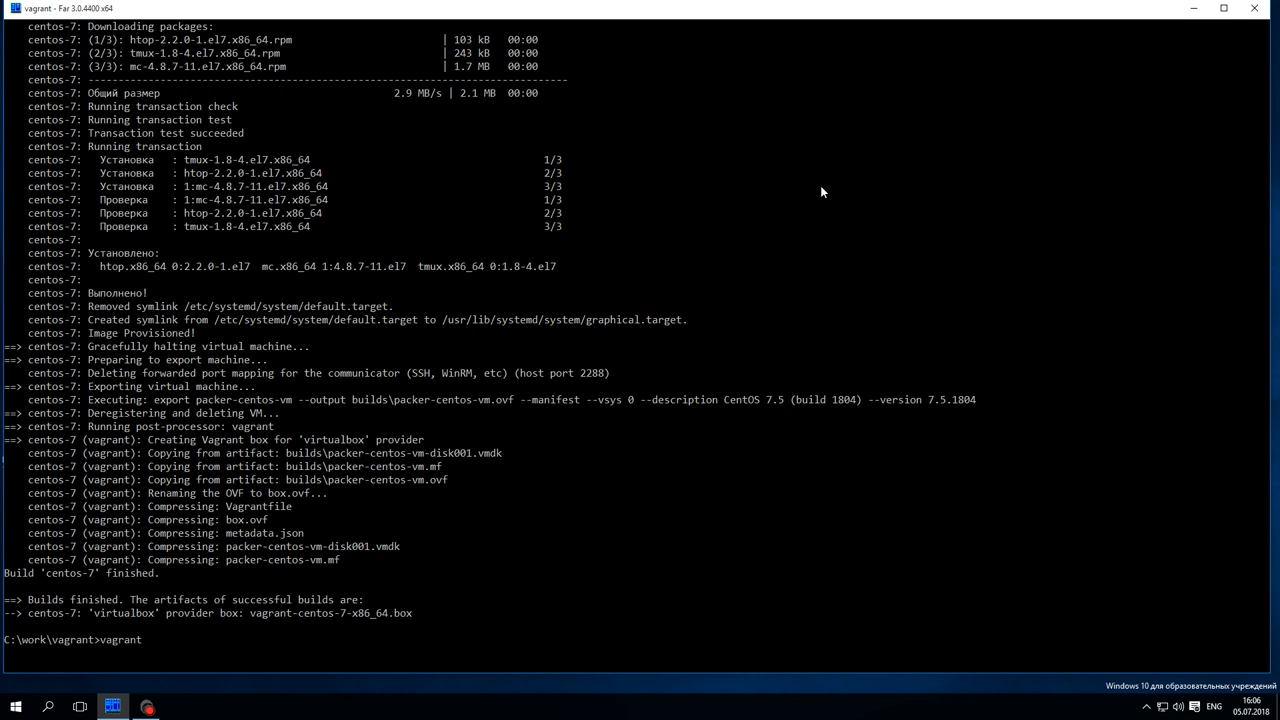 vagrant - Far 3.0.4400 x64
centos-7: Downloading packages:
centos-7: (1/3): htop-2.2.0-1.el7.x86_64.rpm | 103 kB 00:00
centos-7: (2/3): tmux-1.8-4.el7.x86_64.rpm | 243 kB 00:00
centos-7: (3/3): mc-4.8.7-11.el7.x86_64.rpm | 1.7 MB 00:00
centos-7: --------------------------------------------------------------------------------
centos-7: Общий размер 2.9 MB/s | 2.1 MB 00:00
centos-7: Running transaction check
centos-7: Running transaction test
centos-7: Transaction test succeeded
centos-7: Running transaction
centos-7: Установка : tmux-1.8-4.el7.x86_64 1/3
centos-7: Установка : htop-2.2.0-1.el7.x86_64 2/3
centos-7: Установка : 1:mc-4.8.7-11.el7.x86_64 3/3
centos-7: Проверка : 1:mc-4.8.7-11.el7.x86_64 1/3
centos-7: Проверка : htop-2.2.0-1.el7.x86_64 2/3
centos-7: Проверка : tmux-1.8-4.el7.x86_64 3/3
centos-7:
centos-7: Установлено:
centos-7: htop.x86_64 0:2.2.0-1.el7 mc.x86_64 1:4.8.7-11.el7 tmux.x86_64 0:1.8-4.el7
centos-7:
centos-7: Выполнено!
centos-7: Removed symlink /etc/systemd/system/default.target.
centos-7: Created symlink from /etc/systemd/system/default.target to /usr/lib/systemd/system/graphical.target.
centos-7: Image Provisioned!
==> centos-7: Gracefully halting virtual machine...
==> centos-7: Preparing to export machine...
centos-7: Deleting forwarded port mapping for the communicator (SSH, WinRM, etc) (host port 2288)
==> centos-7: Exporting virtual machine...
centos-7: Executing: export packer-centos-vm --output builds\packer-centos-vm.ovf --manifest --vsys 0 --description CentOS 7.5 (build 1804) --version 7.5.1804
==> centos-7: Deregistering and deleting VM...
==> centos-7: Running post-processor: vagrant
==> centos-7 (vagrant): Creating Vagrant box for 'virtualbox' provider
centos-7 (vagrant): Copying from artifact: builds\packer-centos-vm-disk001.vmdk
centos-7 (vagrant): Copying from artifact: builds\packer-centos-vm.mf
centos-7 (vagrant): Copying from artifact: builds\packer-centos-vm.ovf
centos-7 (vagrant): Renaming the OVF to box.ovf...
centos-7 (vagrant): Compressing: Vagrantfile
centos-7 (vagrant): Compressing: box.ovf
centos-7 (vagrant): Compressing: metadata.json
centos-7 (vagrant): Compressing: packer-centos-vm-disk001.vmdk
centos-7 (vagrant): Compressing: packer-centos-vm.mf
Build 'centos-7' finished.
==> Builds finished. The artifacts of successful builds are:
--> centos-7: 'virtualbox' provider box: vagrant-centos-7-x86_64.box
C:\work\vagrant>vagrant
Windows 10 для образовательных учреждений
ENG
16:06
05.07.2018